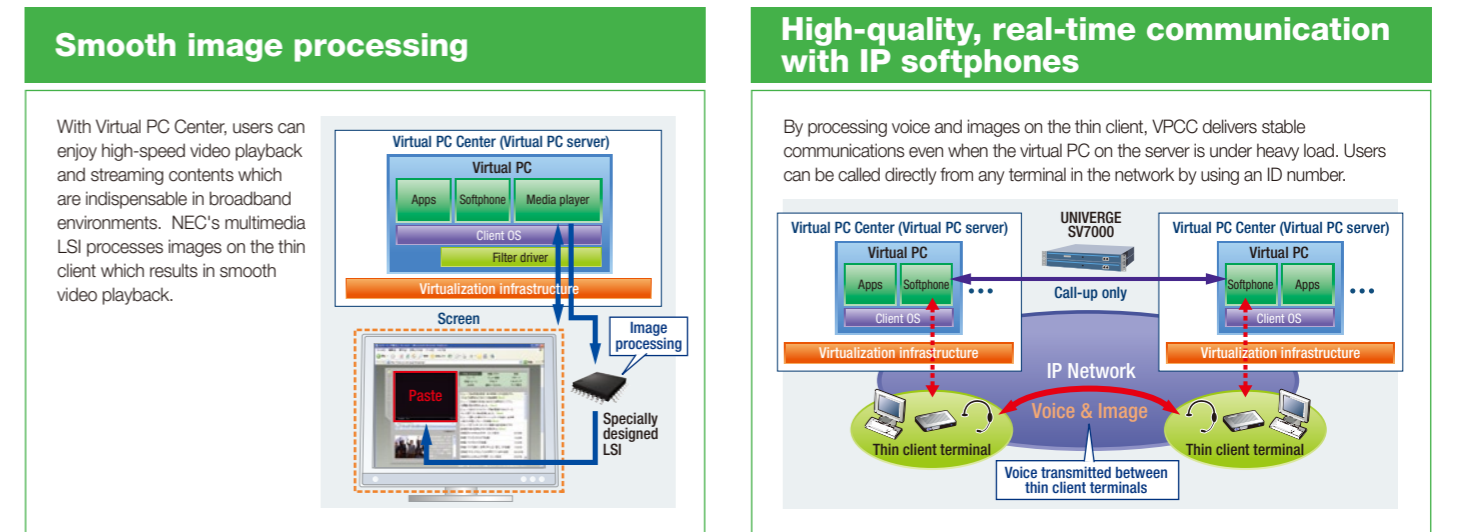 Smooth image processing
With Virtual PC Center, users can
enjoy high-speed video playback
and streaming contents which
are indispensable in broadband
environments.  NEC's multimedia
LSI processes images on the thin
client which results in smooth
video playback.
Virtual PC Center (Virtual PC server)
Virtual PC
Apps
Softphone
Media player
Client OS
Filter driver
Virtualization infrastructure
Screen
Image
processing
Paste
Specially
designed
LSI
High-quality, real-time communication
with IP softphones
By processing voice and images on the thin client, VPCC delivers stable
communications even when the virtual PC on the server is under heavy load. Users
can be called directly from any terminal in the network by using an ID number.
Virtual PC Center (Virtual PC server)
Virtual PC
Apps
Softphone
Client OS
Virtualization infrastructure
UNIVERGE
SV7000
Call-up only
Virtual PC Center (Virtual PC server)
Virtual PC
Softphone
Apps
Client OS
Virtualization infrastructure
IP Network
Voice & Image
Thin client terminal
Thin client terminal
Voice transmitted between
thin client terminals